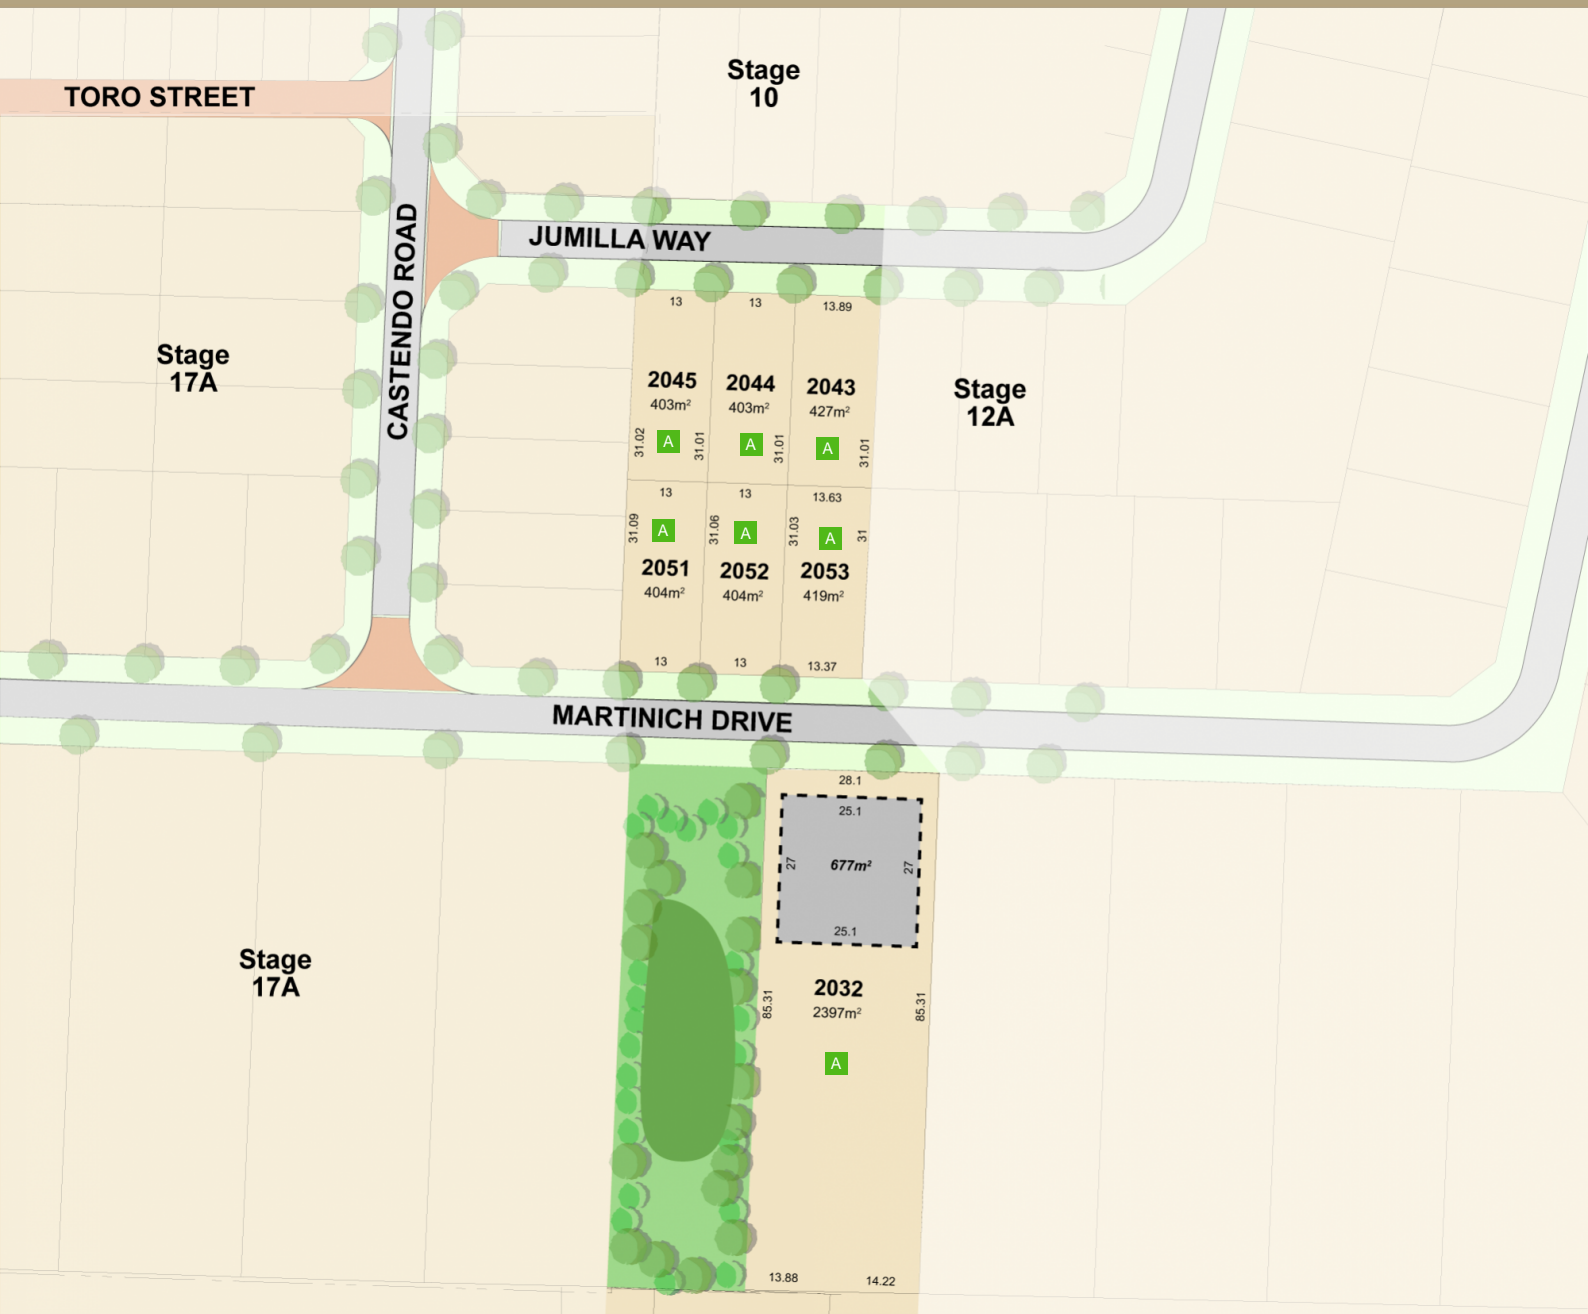 Stage
10
TORO STREET
CASTENDO ROAD
JUMILLA WAY
13
13
13.89
Stage
17A
2045
403m²
2044
403m²
2043
427m²
Stage
12A
A
A
A
31.02
31.01
31.01
31.01
13
13
13.63
31.09
A
31.06
A
31.03
A
31
2051
404m²
2052
404m²
2053
419m²
13
13
13.37
MARTINICH DRIVE
28.1
25.1
27
677m²
27
25.1
Stage
17A
2032
2397m²
85.31
85.31
A
13.88
14.22